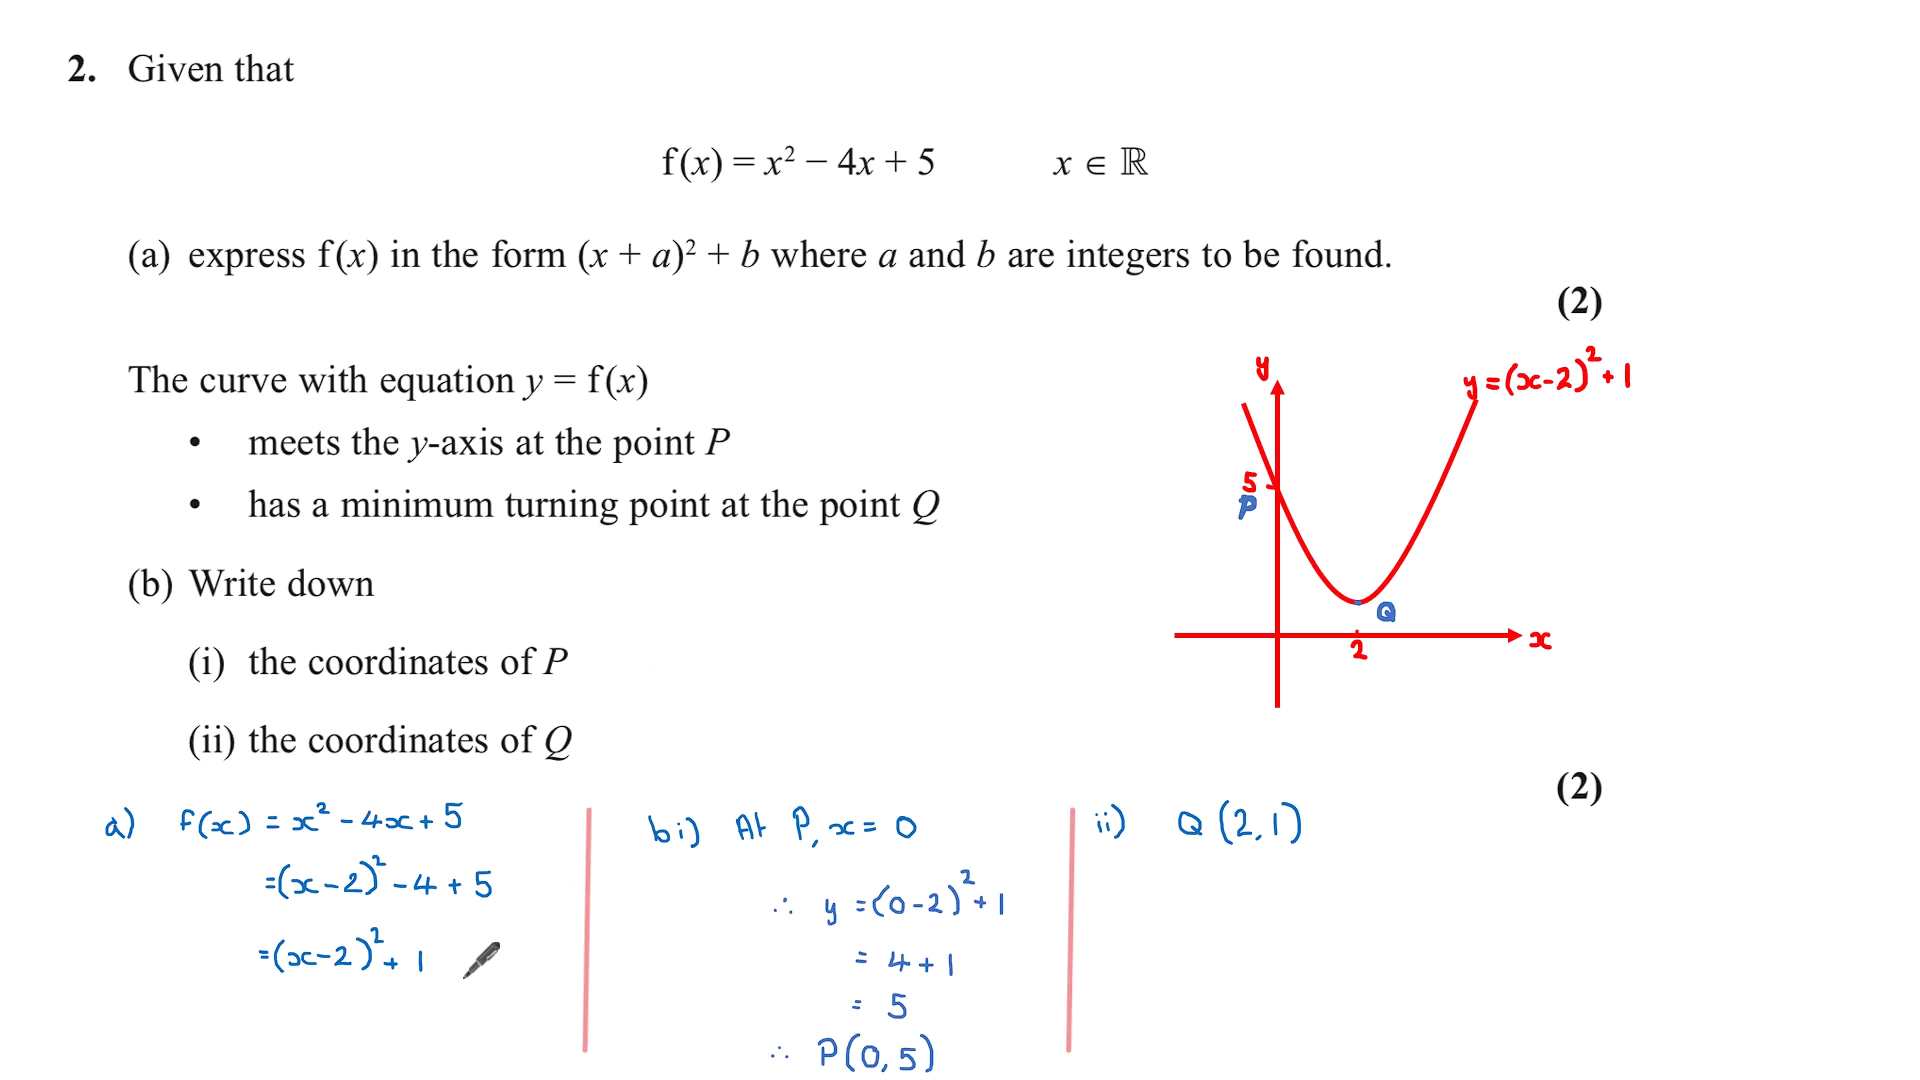 2. Given that
f(x) = x² − 4x + 5 x ∈ ℝ
(a) express f(x) in the form (x + a)² + b where a and b are integers to be found.
(2)
The curve with equation y = f(x)
• meets the y-axis at the point P
• has a minimum turning point at the point Q
(b) Write down
(i) the coordinates of P
(ii) the coordinates of Q
(2)
y
y = (x-2)² + 1
5
P
Q
2
x
a) f(x) = x² - 4x + 5
= (x-2)² - 4 + 5
= (x-2)² + 1
bi) At P, x = 0
∴ y = (0-2)² + 1
= 4 + 1
= 5
∴ P(0, 5)
ii) Q (2, 1)